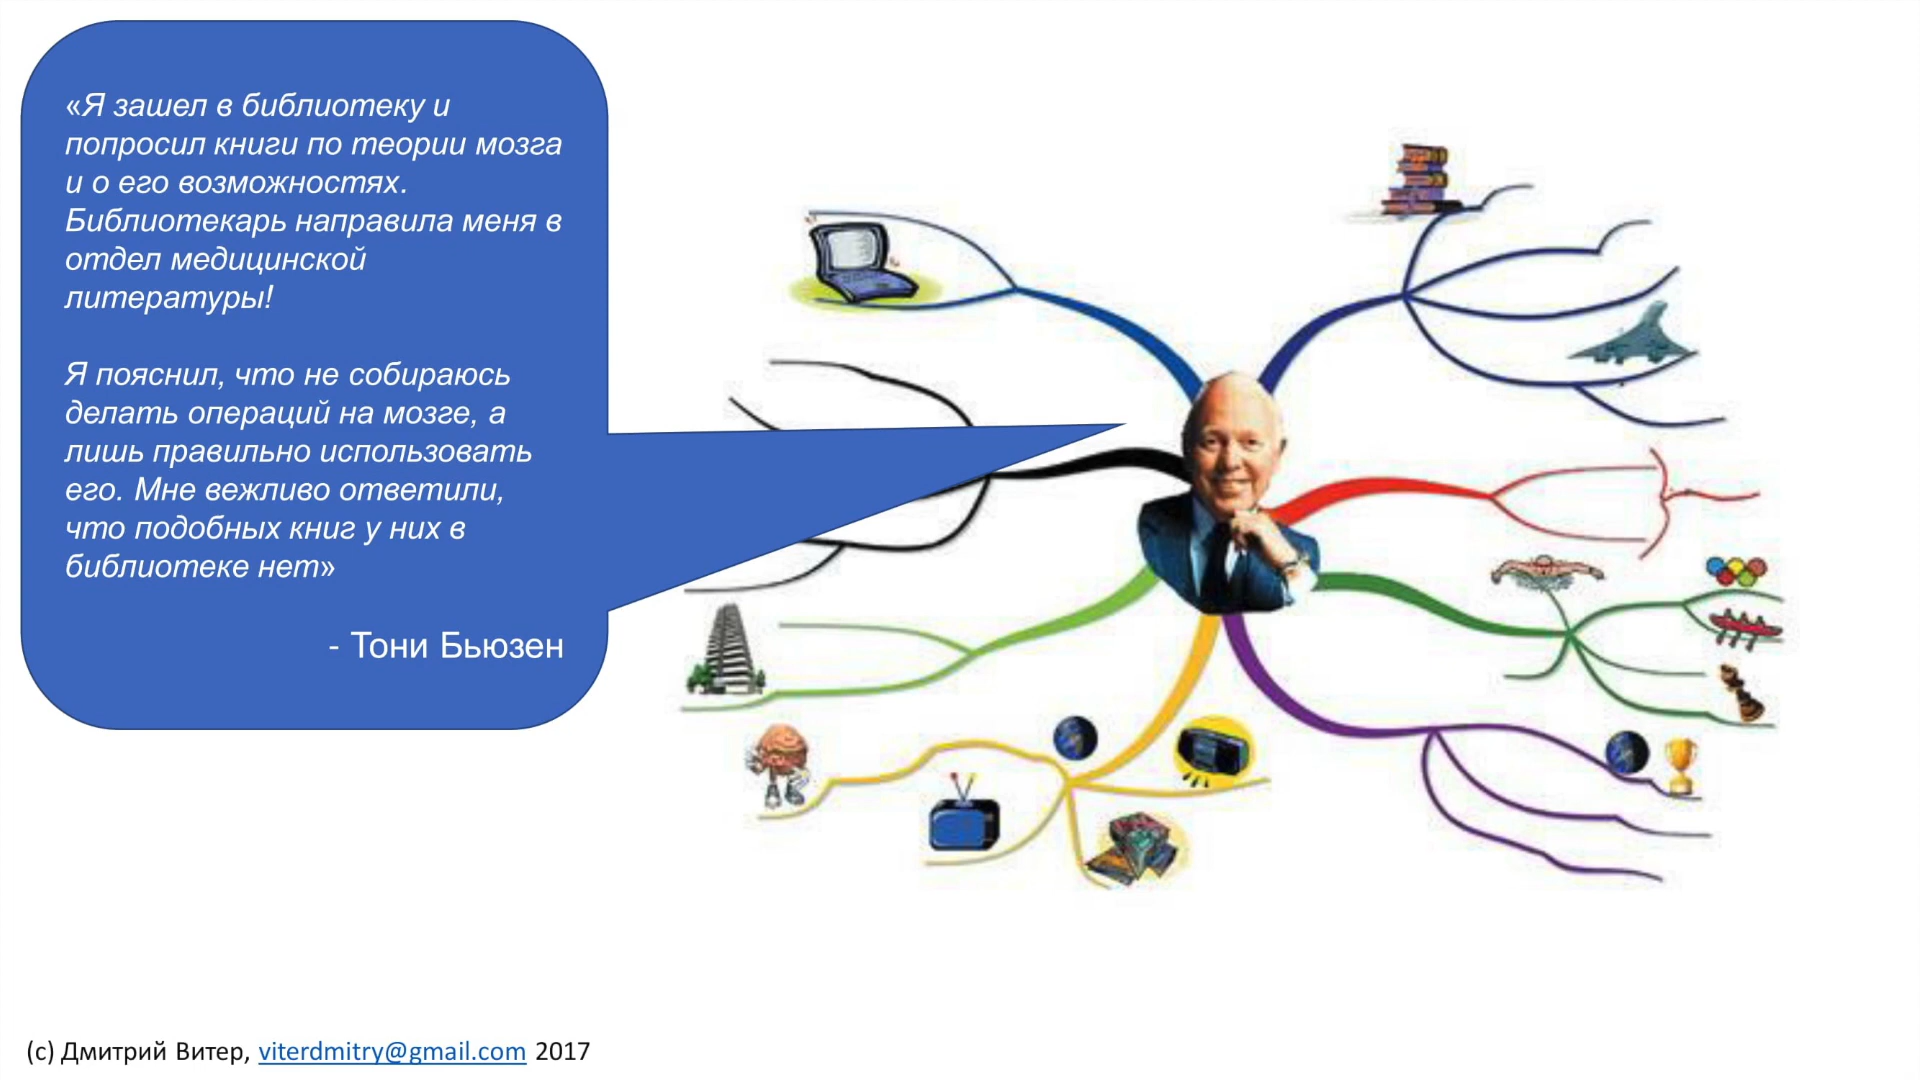 «Я зашел в библиотеку и
попросил книги по теории мозга
и о его возможностях.
Библиотекарь направила меня в
отдел медицинской
литературы!
Я пояснил, что не собираюсь
делать операций на мозге, а
лишь правильно использовать
его. Мне вежливо ответили,
что подобных книг у них в
библиотеке нет»
- Тони Бьюзен
(с) Дмитрий Витер, viterdmitry@gmail.com 2017